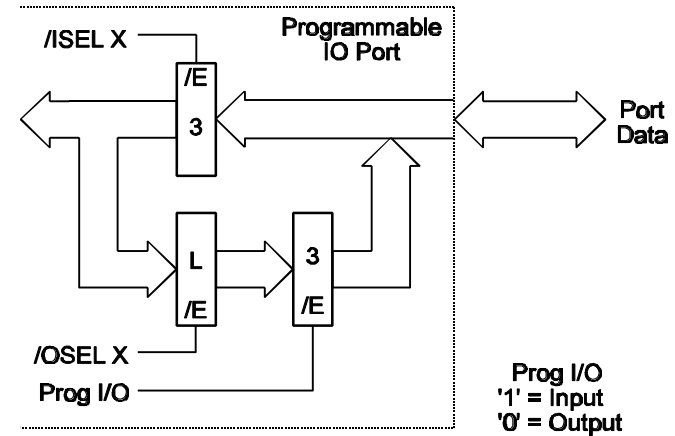 Programmable
IO Port
/ISEL X
/E
3
Port
Data
L
/E
3
/E
/OSEL X
Prog I/O
Prog I/O
'1' = Input
'0' = Output